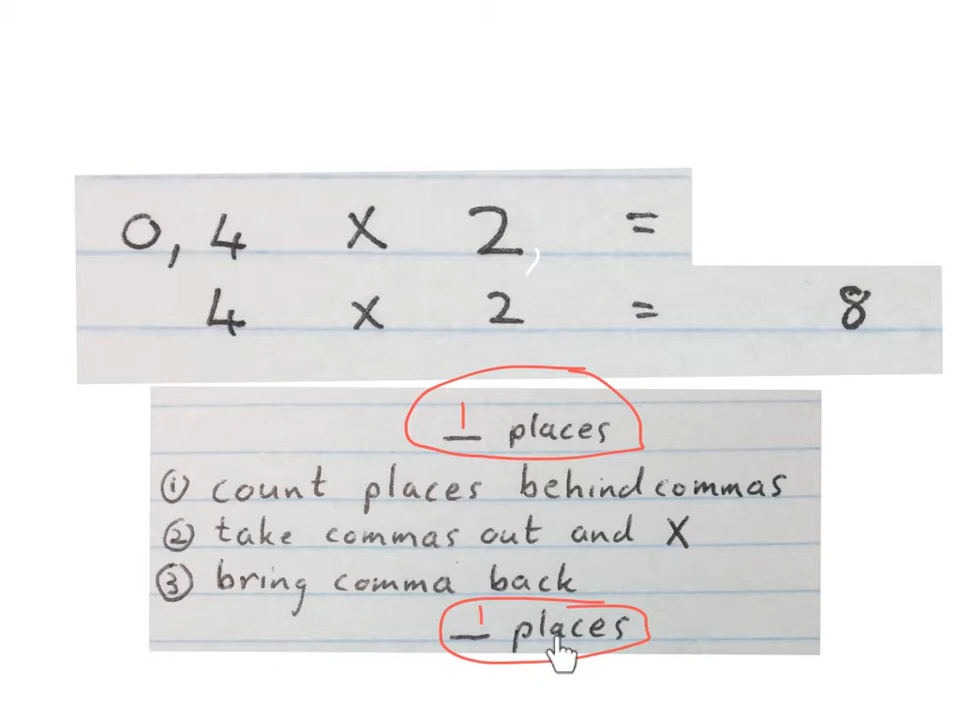 0,4 x 2, =
4 x 2 = 8
1 places
① count places behind commas
② take commas out and X
③ bring comma back
1 places